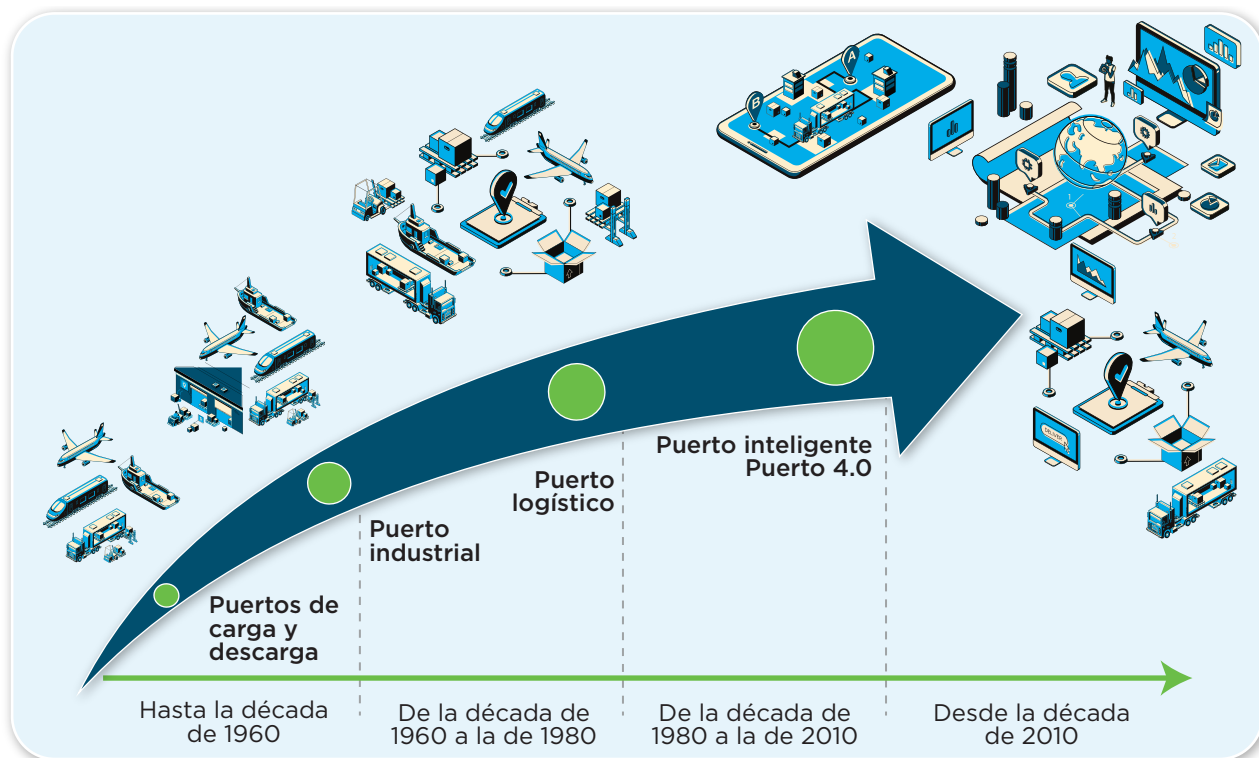 A
B
Puerto inteligente
Puerto 4.0
Puerto
logístico
DELIVER
Puerto
industrial
Puertos de
carga y
descarga
Hasta la década
de 1960
De la década de
1960 a la de 1980
De la década de
1980 a la de 2010
Desde la década
de 2010